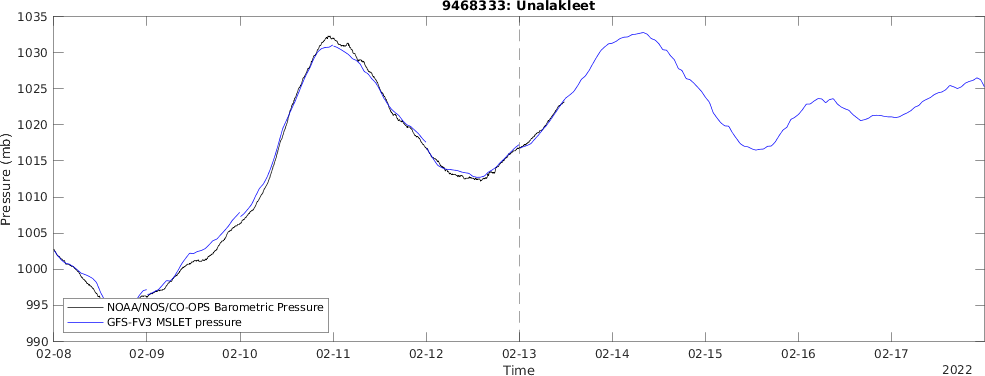 9468333: Unalakleet
Pressure (mb)
1035
1030
1025
1020
1015
1010
1005
1000
995
990
NOAA/NOS/CO-OPS Barometric Pressure
GFS-FV3 MSLET pressure
02-08 02-09 02-10 02-11 02-12 02-13 02-14 02-15 02-16 02-17
Time
2022